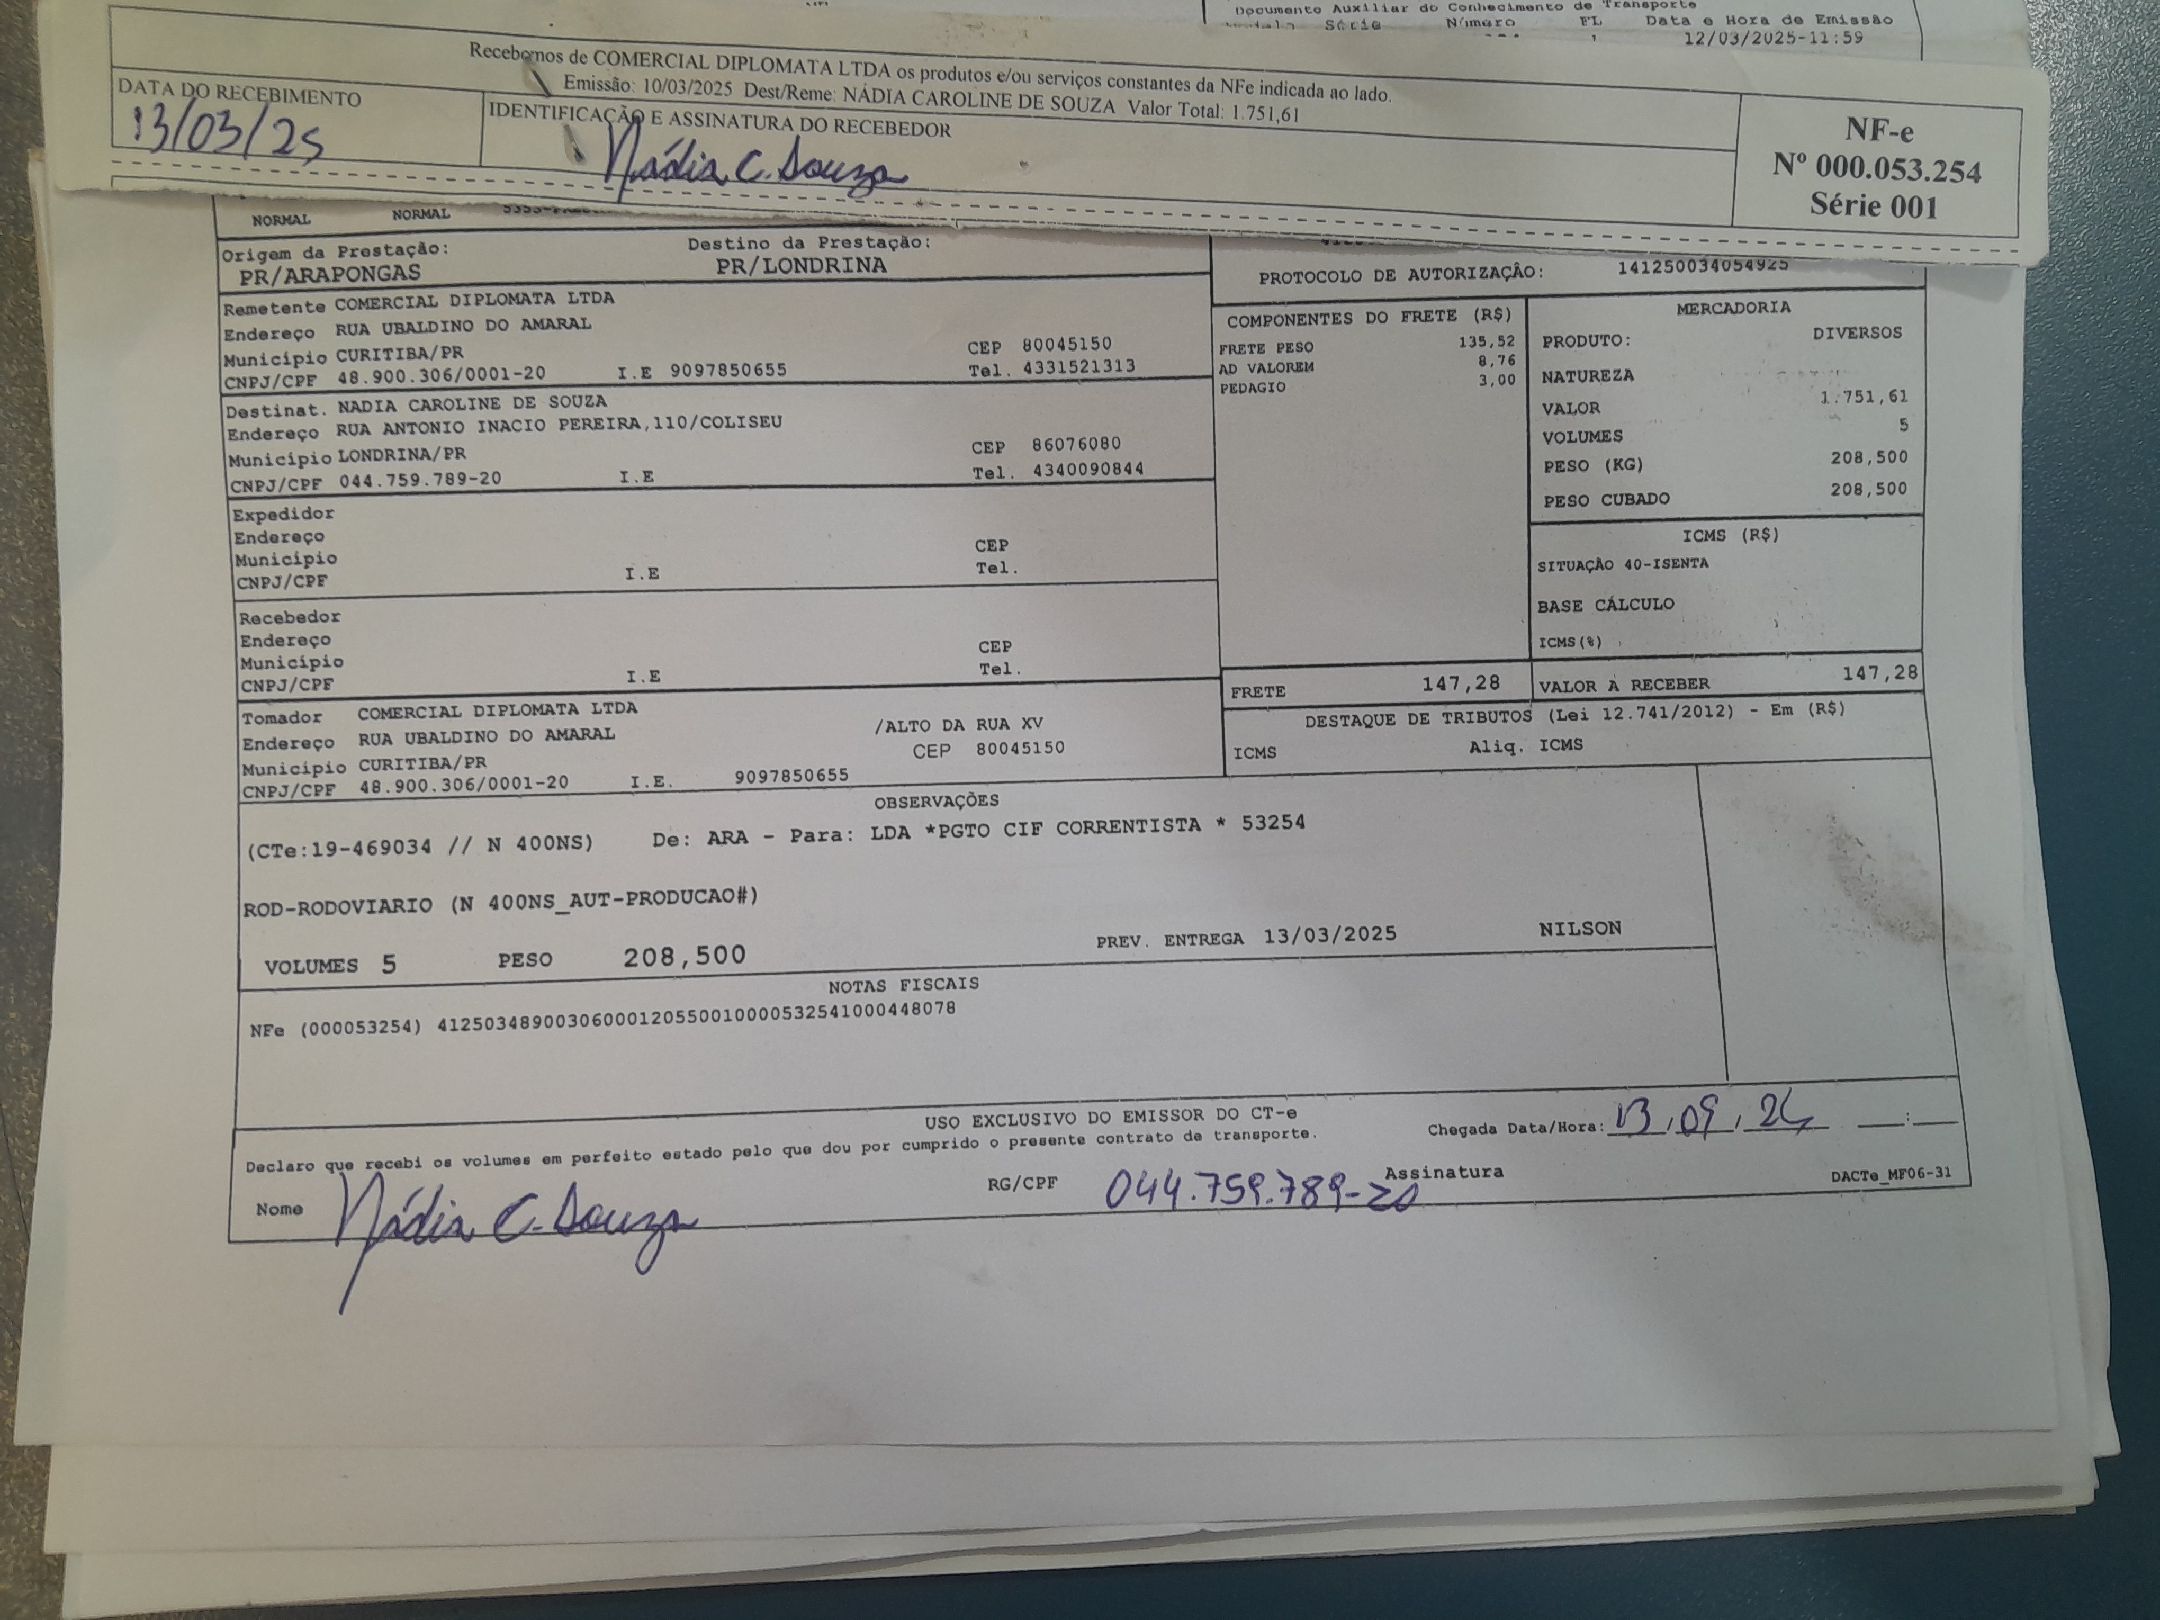 Documento Auxiliar do Conhecimento de Transporte
Série Número FL Data e Hora de Emissão
12/03/2025-11:59
Recebemos de COMERCIAL DIPLOMATA LTDA os produtos e/ou serviços constantes da NFe indicada ao lado.
Emissão: 10/03/2025 Dest/Reme: NÁDIA CAROLINE DE SOUZA Valor Total: 1.751,61
DATA DO RECEBIMENTO
13/03/25
IDENTIFICAÇÃO E ASSINATURA DO RECEBEDOR
Nádia C. Souza
NF-e
Nº 000.053.254
Série 001
NORMAL NORMAL
Origem da Prestação: Destino da Prestação:
PR/ARAPONGAS PR/LONDRINA
PROTOCOLO DE AUTORIZAÇÃO: 141250034054925
Remetente COMERCIAL DIPLOMATA LTDA
Endereço RUA UBALDINO DO AMARAL
Município CURITIBA/PR CEP 80045150
CNPJ/CPF 48.900.306/0001-20 I.E 9097850655 Tel. 4331521313
Destinat. NADIA CAROLINE DE SOUZA
Endereço RUA ANTONIO INACIO PEREIRA,110/COLISEU
Município LONDRINA/PR CEP 86076080
CNPJ/CPF 044.759.789-20 I.E Tel. 4340090844
Expedidor
Endereço
Município CEP
CNPJ/CPF I.E Tel.
Recebedor
Endereço
Município CEP
CNPJ/CPF I.E Tel.
Tomador COMERCIAL DIPLOMATA LTDA
Endereço RUA UBALDINO DO AMARAL /ALTO DA RUA XV
Município CURITIBA/PR CEP 80045150
CNPJ/CPF 48.900.306/0001-20 I.E. 9097850655
COMPONENTES DO FRETE (R$)
FRETE PESO 135,52
AD VALOREM 8,76
PEDAGIO 3,00
MERCADORIA
PRODUTO: DIVERSOS
NATUREZA
VALOR 1.751,61
VOLUMES 5
PESO (KG) 208,500
PESO CUBADO 208,500
ICMS (R$)
SITUAÇÃO 40-ISENTA
BASE CÁLCULO
ICMS(%)
FRETE 147,28 VALOR A RECEBER 147,28
DESTAQUE DE TRIBUTOS (Lei 12.741/2012) - Em (R$)
ICMS Aliq. ICMS
OBSERVAÇÕES
(CTe:19-469034 // N 400NS) De: ARA - Para: LDA *PGTO CIF CORRENTISTA * 53254
ROD-RODOVIARIO (N 400NS_AUT-PRODUCAO#)
VOLUMES 5 PESO 208,500 PREV. ENTREGA 13/03/2025 NILSON
NOTAS FISCAIS
NFe (000053254) 41250348900306000120550010000532541000448078
USO EXCLUSIVO DO EMISSOR DO CT-e
Declaro que recebi os volumes em perfeito estado pelo que dou por cumprido o presente contrato de transporte.
Chegada Data/Hora: 13,09,24 :
Nome Nádia C. Souza RG/CPF 044.759.789-20 Assinatura
DACTe_MF06-31